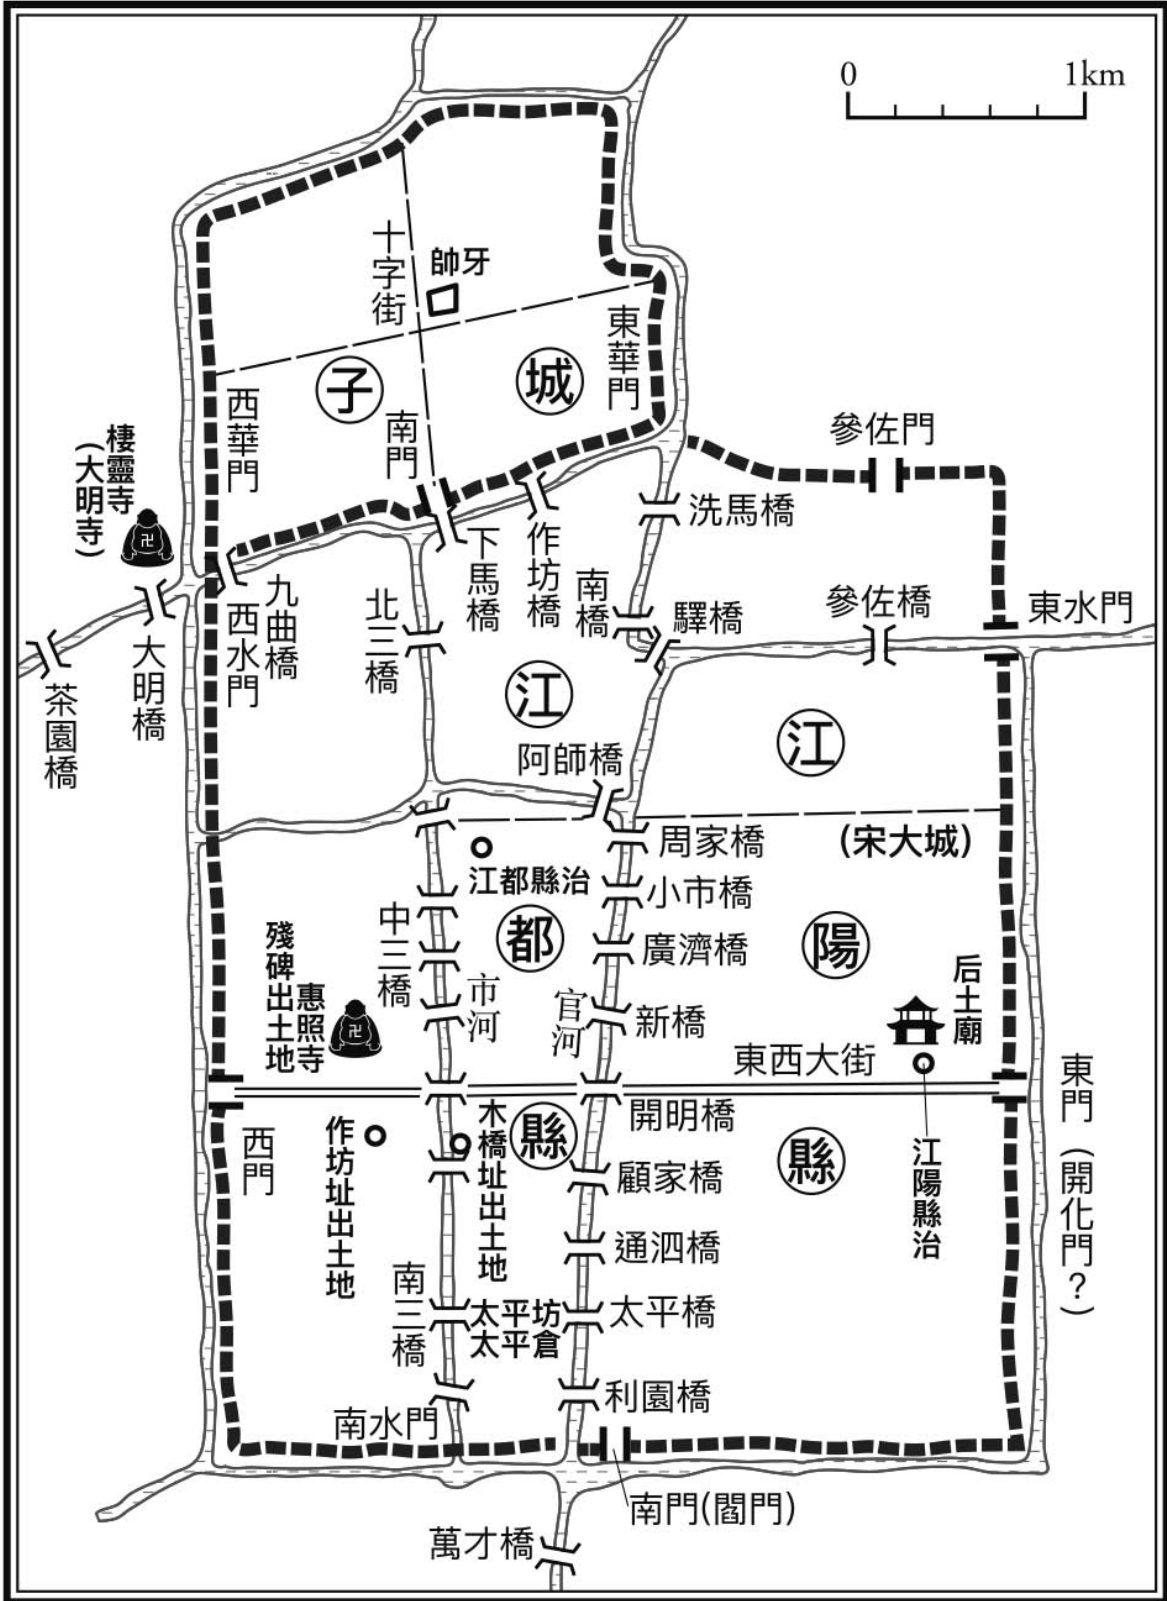 0 1km
十字街
帥牙
東華門
子
城
西華門
南門
棲靈寺
(大明寺)
卍
參佐門
洗馬橋
下馬橋
作坊橋
南橋
驛橋
參佐橋
東水門
九曲橋
西水門
北三橋
大明橋
茶園橋
江
江
阿師橋
周家橋
(宋大城)
江都縣治
小市橋
中三橋
都
廣濟橋
陽
殘碑出土地
惠照寺
卍
市河
官河
新橋
后土廟
東西大街
東門(開化門?)
西門
作坊址出土地
木橋址出土地
縣
開明橋
縣
江陽縣治
顧家橋
通泗橋
南三橋
太平坊
太平倉
太平橋
利園橋
南水門
南門(閻門)
萬才橋